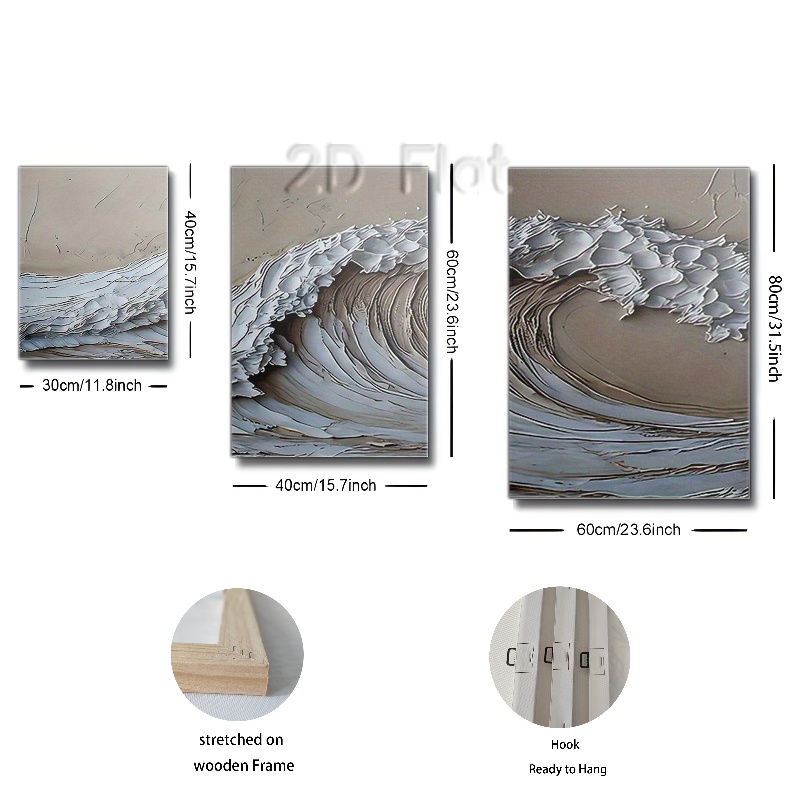 2D Flat
40cm/15.7inch
30cm/11.8inch
60cm/23.6inch
40cm/15.7inch
80cm/31.5inch
60cm/23.6inch
stretched on
wooden Frame
Hook
Ready to Hang